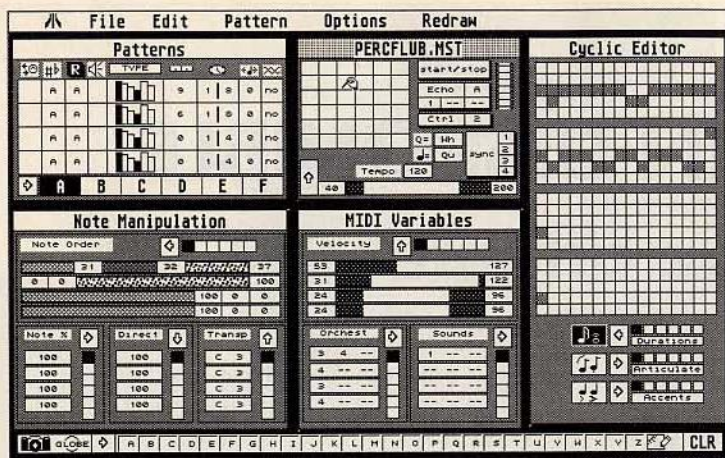 File Edit Pattern Options Redraw
Patterns
# b R TYPE
A A 9 1 8 0 no
A A 6 1 8 0 no
A A 0 1 4 0 no
A A 0 1 4 0 no
A B C D E F
PERCFLUB.MST
start/stop
Echo A
1 -- --
Ctrl 2
Q= Wh
= Qu
sync
1
2
3
4
Tempo 120
40 200
Cyclic Editor
Note Manipulation
Note Order
31 32 37
0 0 100
100 0 0
100 0 0
Note % Direct Transp
100 100 C 3
100 100 C 3
100 100 C 3
100 100 C 3
MIDI Variables
Velocity
53 127
31 122
24 96
24 96
Orchest Sounds
3 4 -- 1 -- --
4 -- -- -- -- --
3 -- -- -- -- --
4 -- -- -- -- --
Durations
Articulate
Accents
GLOBE A B C D E F G H I J K L M N O P Q R S T U V W X Y Z CLR